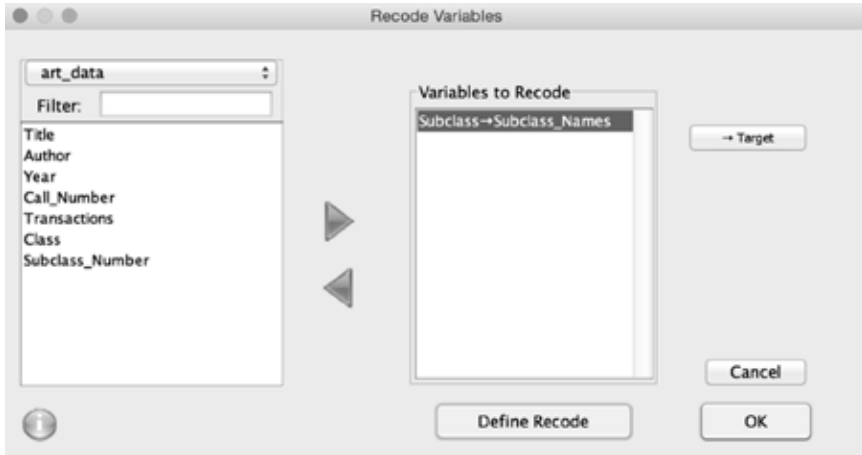 Recode Variables
art_data
Filter:
Title
Author
Year
Call_Number
Transactions
Class
Subclass_Number
Variables to Recode
Subclass→Subclass_Names
→ Target
Cancel
Define Recode
OK